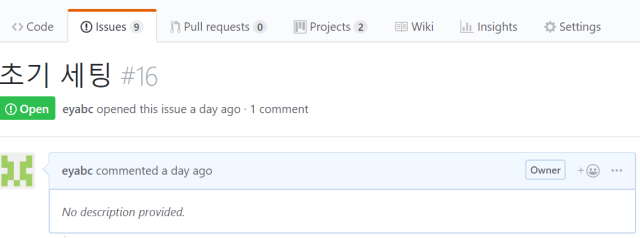 Code Issues 9 Pull requests 0 Projects 2 Wiki Insights Settings
초기 세팅 #16
Open eyabc opened this issue a day ago · 1 comment
eyabc commented a day ago Owner + ···
No description provided.